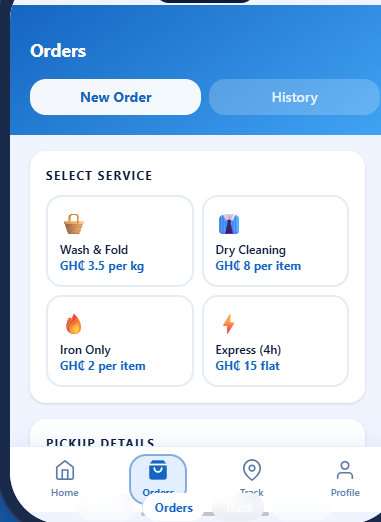 Orders
New Order
History
SELECT SERVICE
Wash & Fold
GH₵ 3.5 per kg
Dry Cleaning
GH₵ 8 per item
Iron Only
GH₵ 2 per item
Express (4h)
GH₵ 15 flat
PICKUP DETAILS
Home
Orders
Track
Profile
Orders
Track